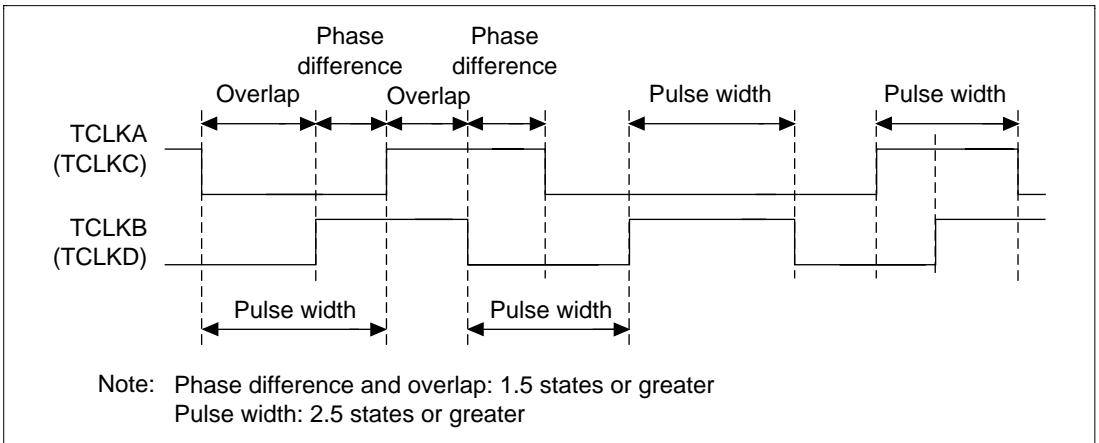 Phase
difference
Phase
difference
Overlap
Overlap
Pulse width
Pulse width
TCLKA
(TCLKC)
TCLKB
(TCLKD)
Pulse width
Pulse width
Note: Phase difference and overlap: 1.5 states or greater
Pulse width: 2.5 states or greater